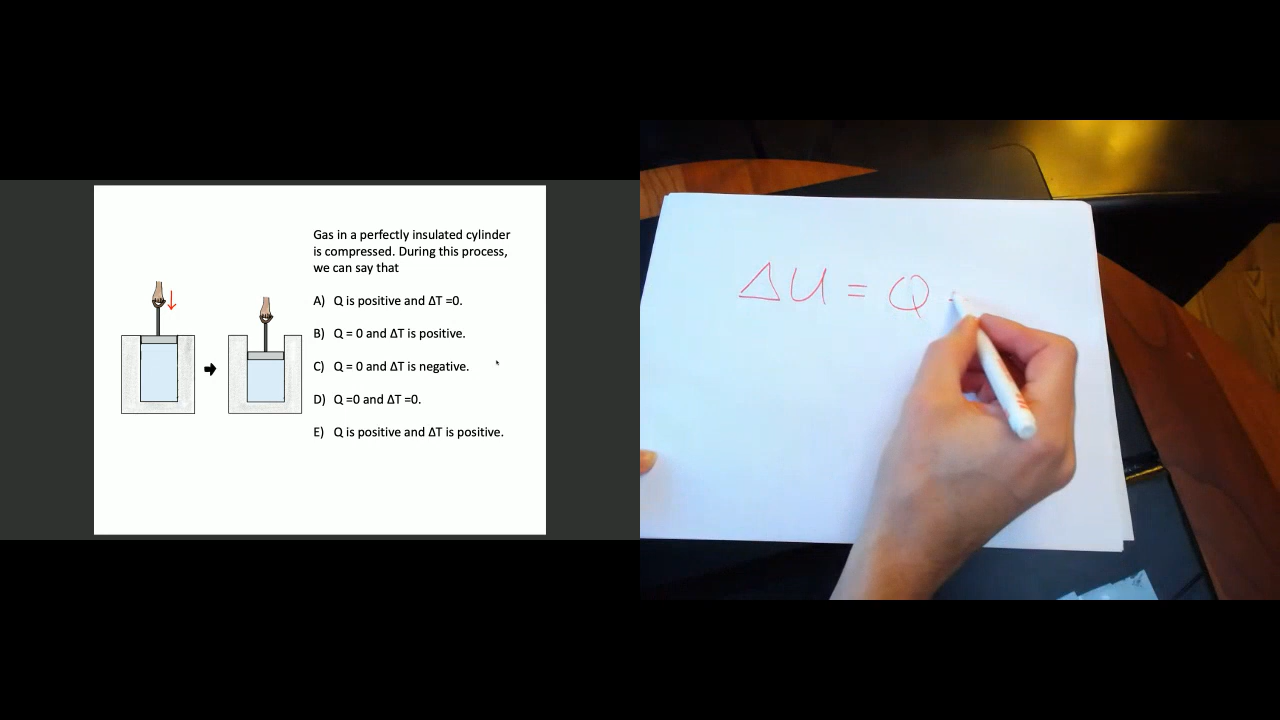 Gas in a perfectly insulated cylinder
is compressed. During this process,
we can say that
A) Q is positive and ΔT =0.
B) Q = 0 and ΔT is positive.
C) Q = 0 and ΔT is negative.
D) Q =0 and ΔT =0.
E) Q is positive and ΔT is positive.
ΔU = Q